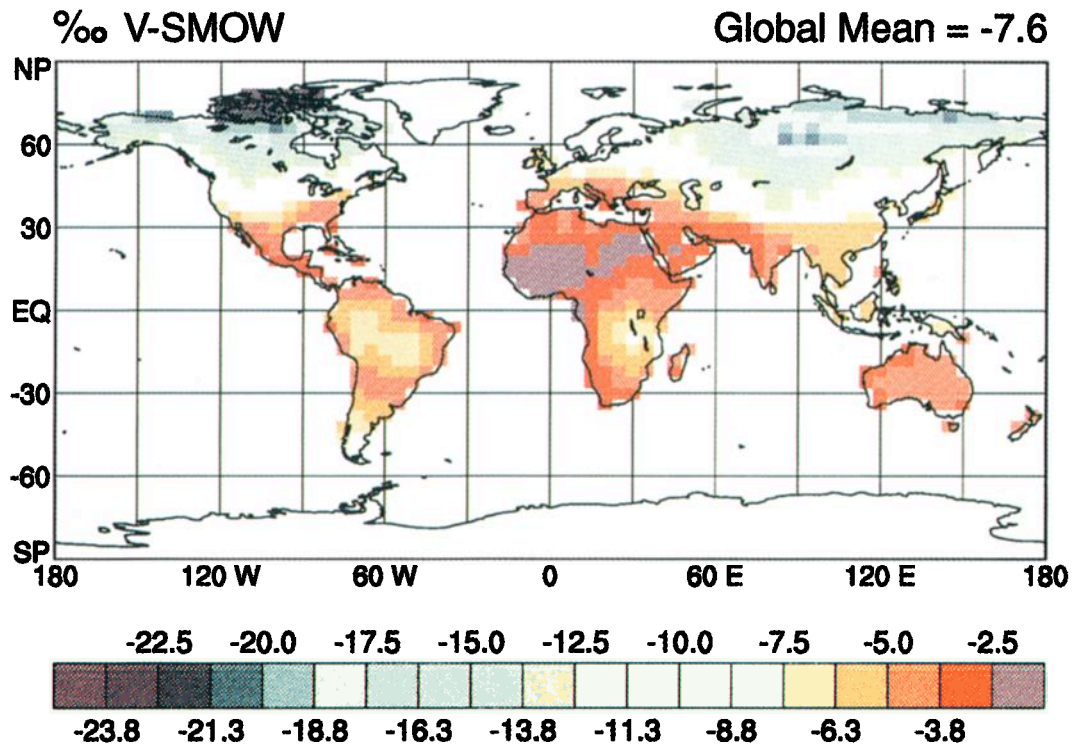 ‰ V-SMOW Global Mean = -7.6
NP
60
30
EQ
-30
-60
SP
180 120 W 60 W 0 60 E 120 E 180
-22.5 -20.0 -17.5 -15.0 -12.5 -10.0 -7.5 -5.0 -2.5
-23.8 -21.3 -18.8 -16.3 -13.8 -11.3 -8.8 -6.3 -3.8